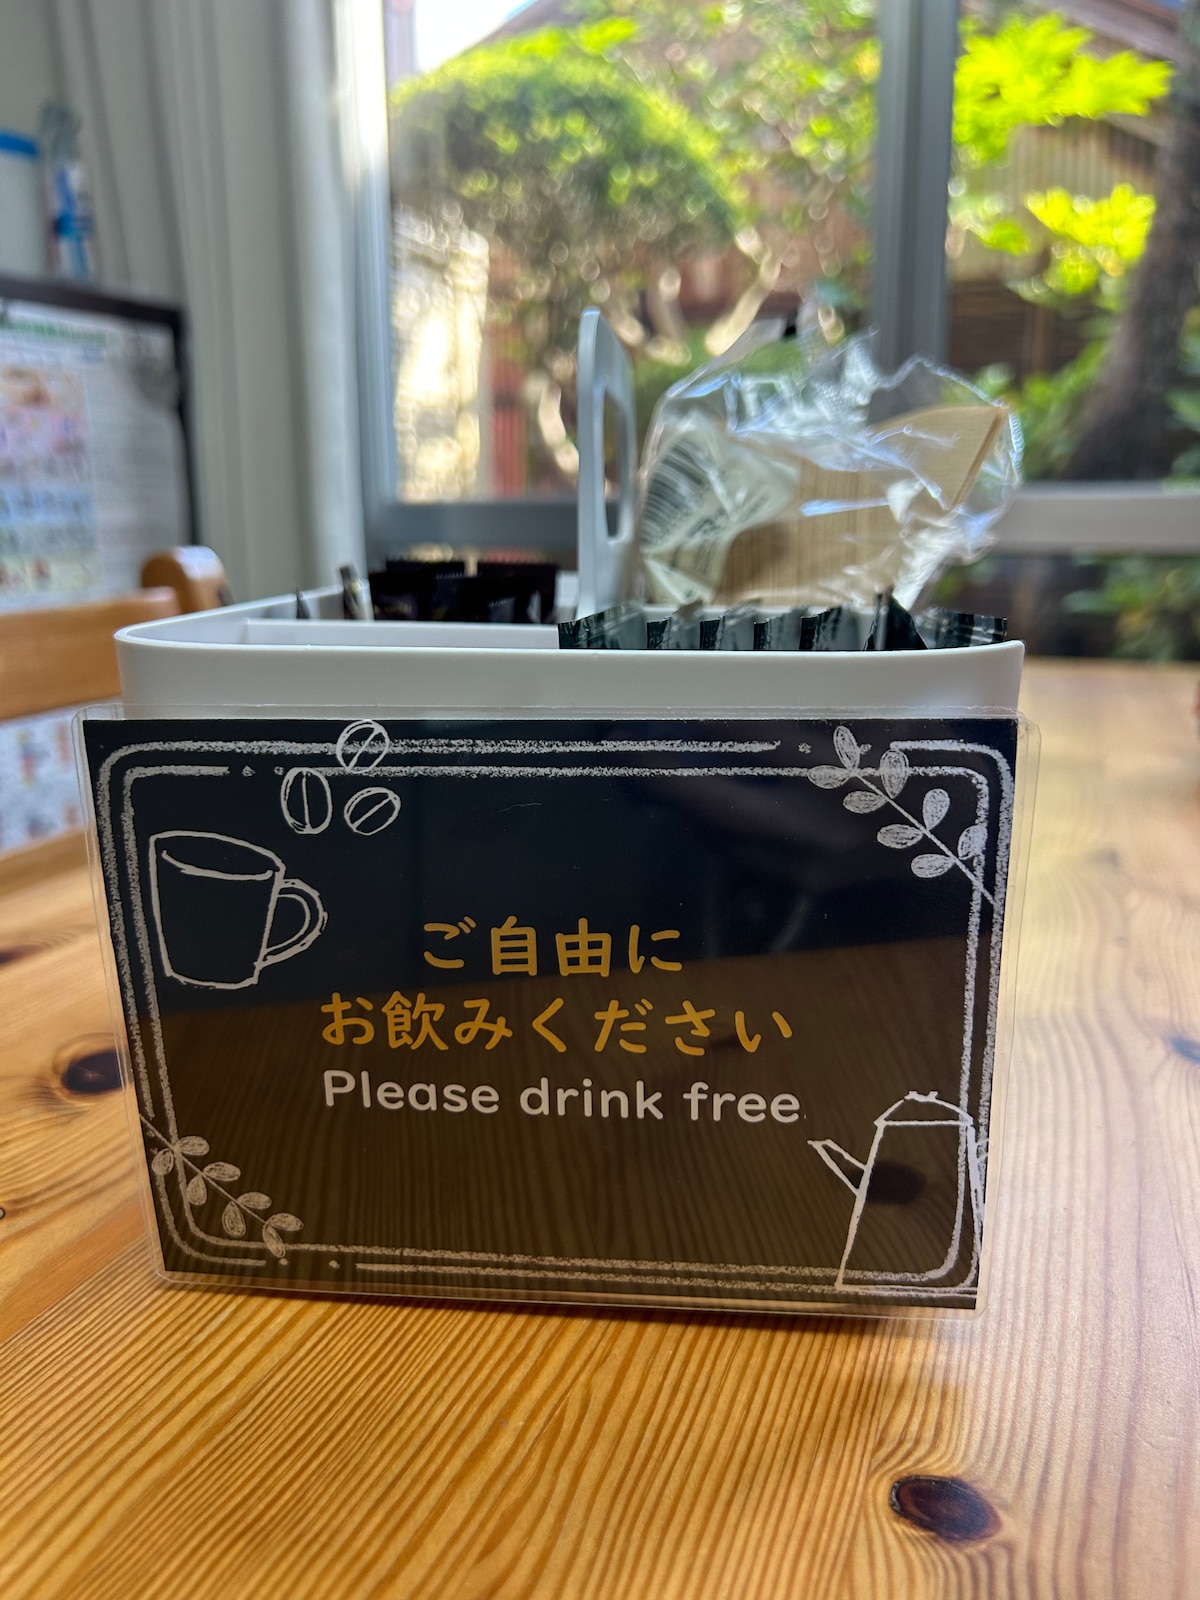 ご自由に
お飲みください
Please drink free.